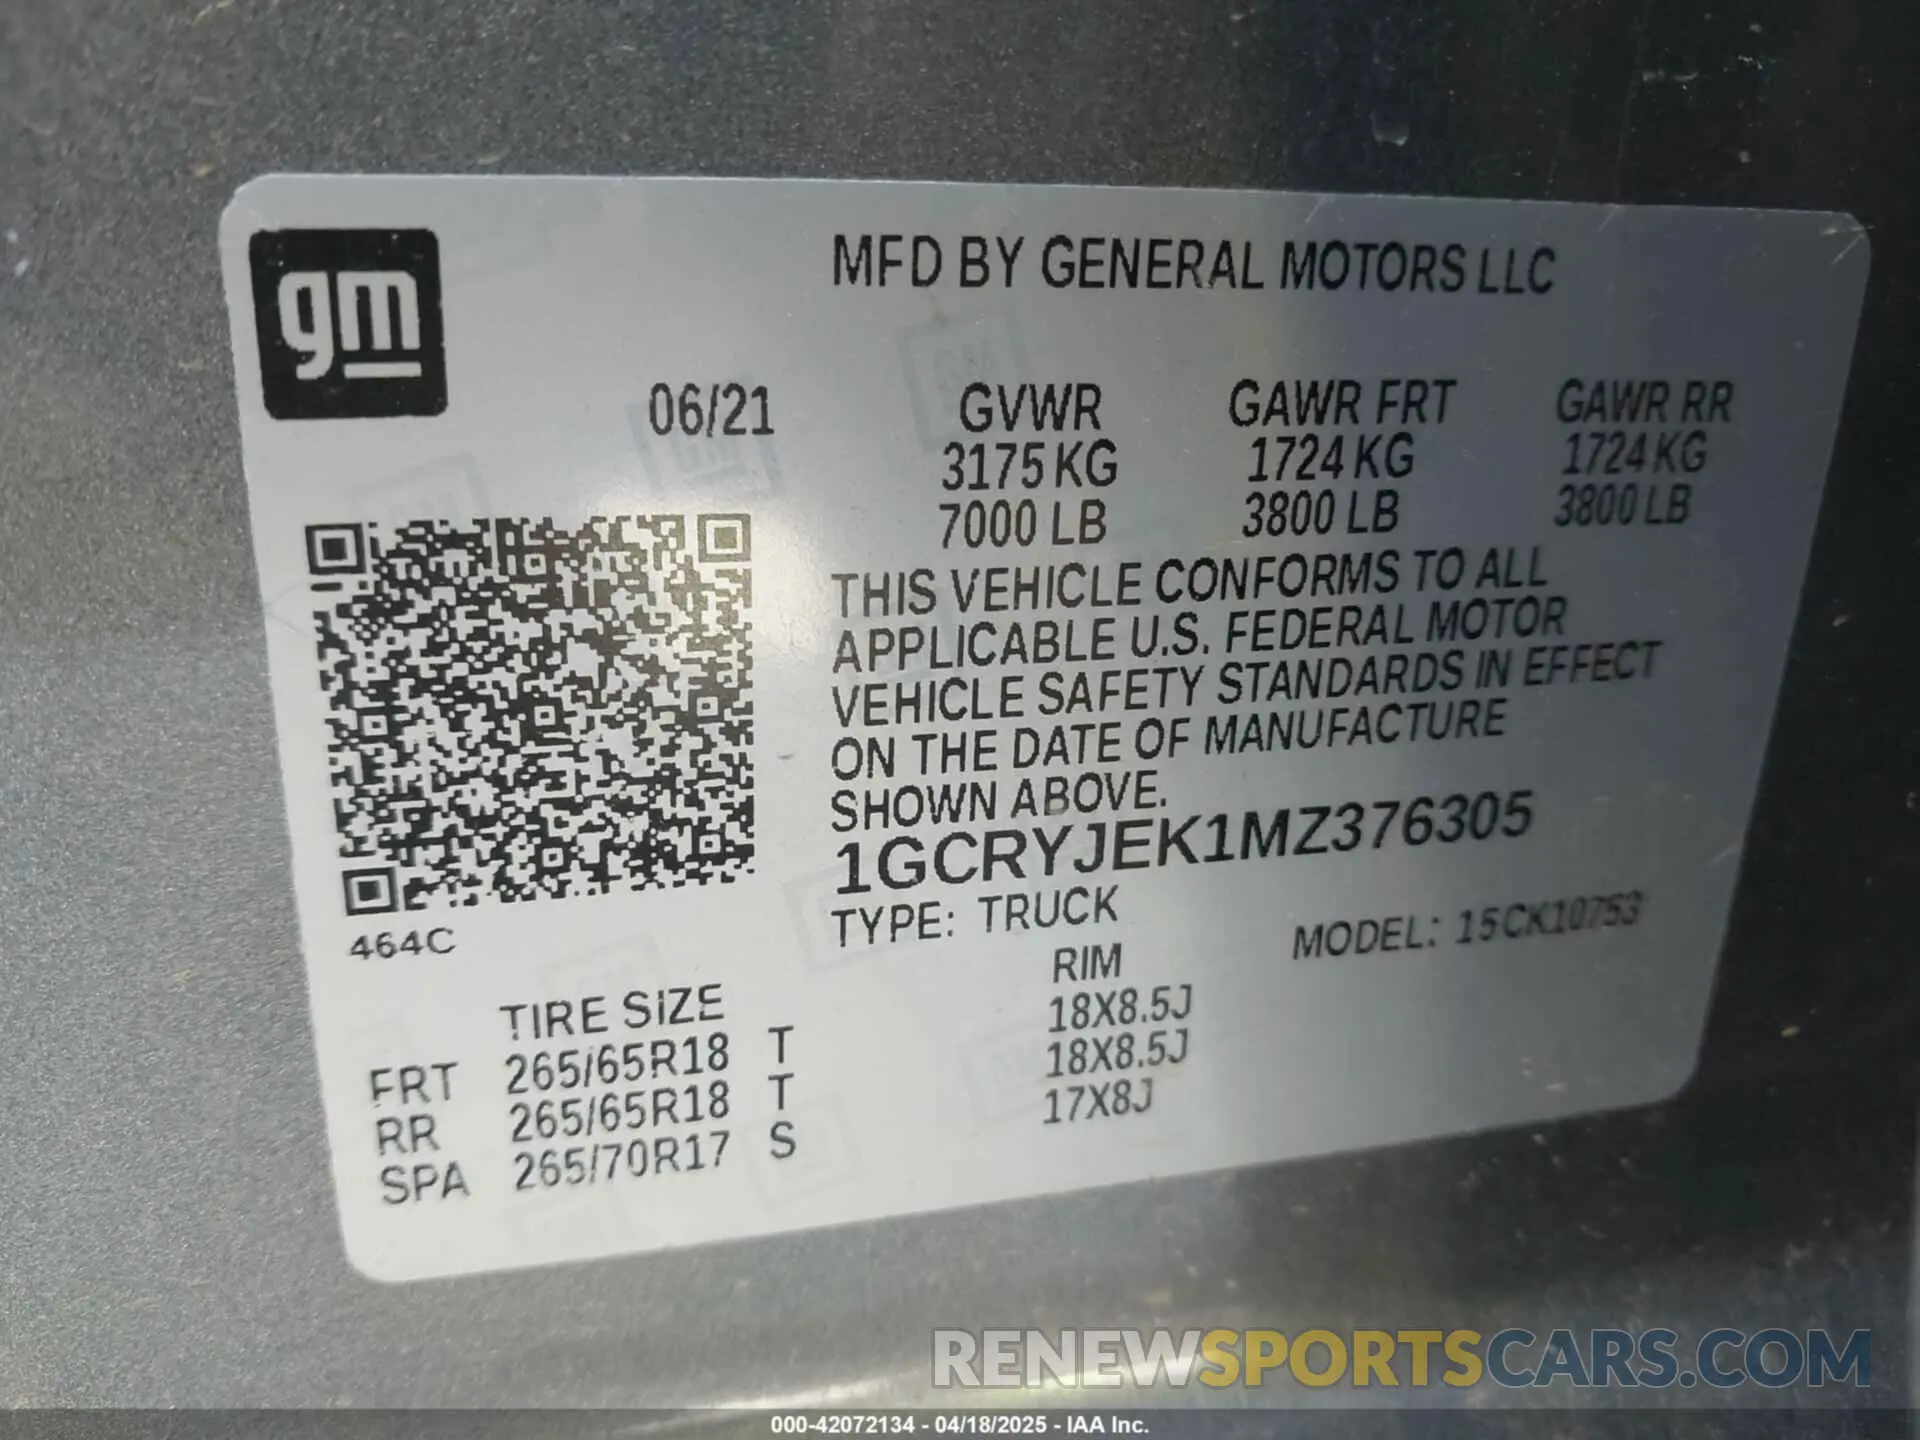 gm
MFD BY GENERAL MOTORS LLC
06/21
GVWR GAWR FRT GAWR RR
3175 KG 1724 KG 1724 KG
7000 LB 3800 LB 3800 LB
THIS VEHICLE CONFORMS TO ALL
APPLICABLE U.S. FEDERAL MOTOR
VEHICLE SAFETY STANDARDS IN EFFECT
ON THE DATE OF MANUFACTURE
SHOWN ABOVE.
1GCRYJEK1MZ376305
TYPE: TRUCK MODEL: 15CK10753
464C
TIRE SIZE RIM
FRT 265/65R18 T 18X8.5J
RR 265/65R18 T 18X8.5J
SPA 265/70R17 S 17X8J
RENEWSPORTSCARS.COM
000-42072134 - 04/18/2025 - IAA Inc.